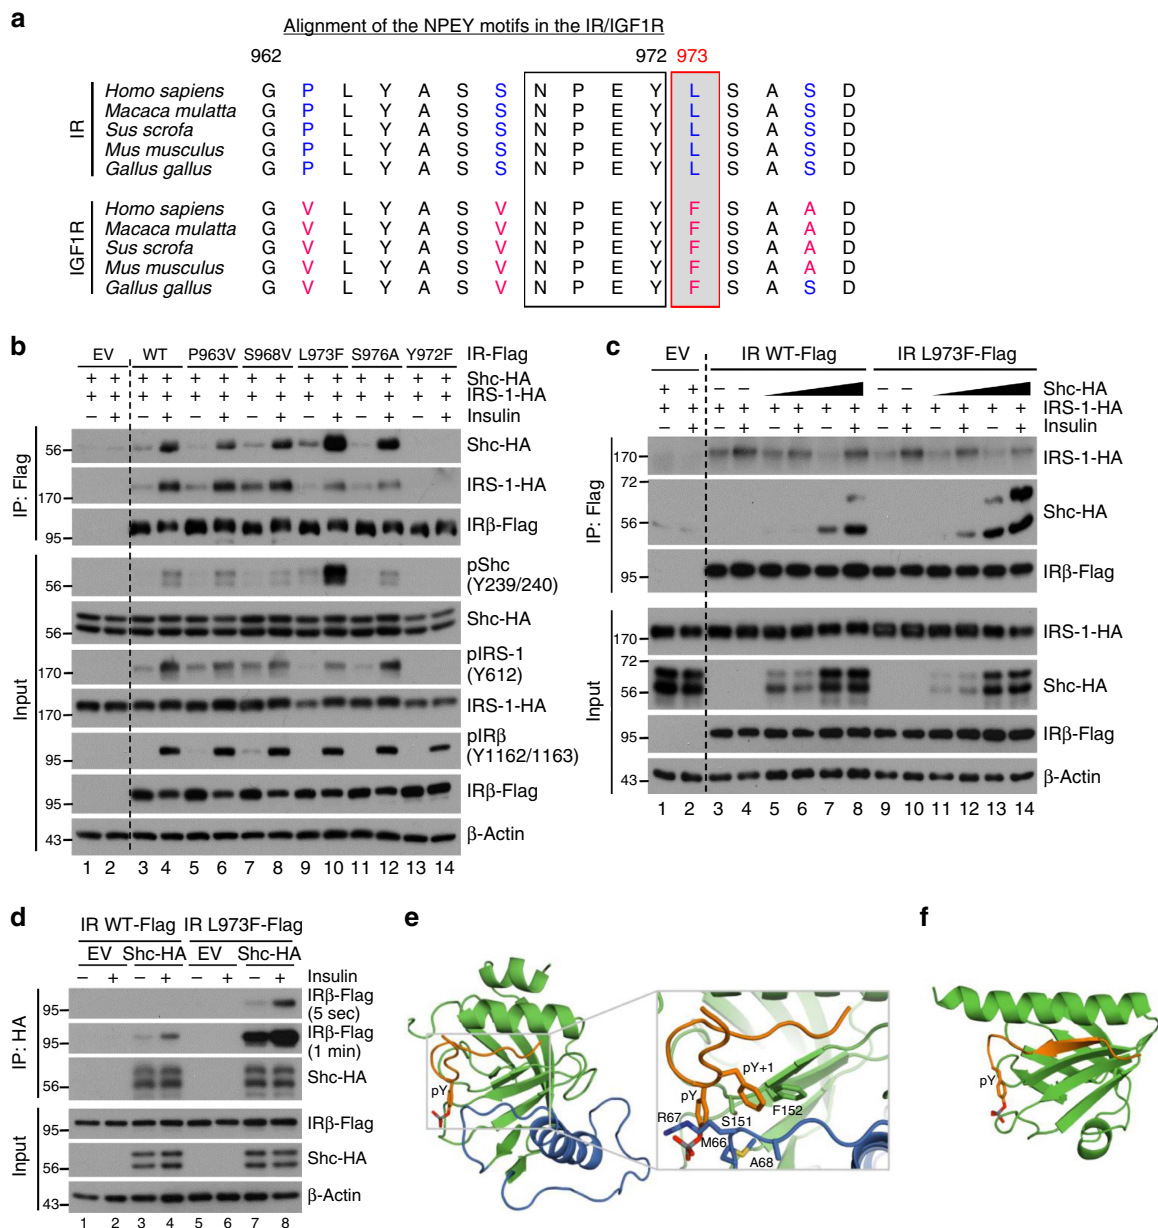 a
Alignment of the NPEY motifs in the IR/IGF1R
962 972 973
IR
Homo sapiens G P L Y A S S N P E Y L S A S D
Macaca mulatta G P L Y A S S N P E Y L S A S D
Sus scrofa G P L Y A S S N P E Y L S A S D
Mus musculus G P L Y A S S N P E Y L S A S D
Gallus gallus G P L Y A S S N P E Y L S A S D
IGF1R
Homo sapiens G V L Y A S V N P E Y F S A A D
Macaca mulatta G V L Y A S V N P E Y F S A A D
Sus scrofa G V L Y A S V N P E Y F S A A D
Mus musculus G V L Y A S V N P E Y F S A A D
Gallus gallus G V L Y A S V N P E Y F S A S D
b
EV WT P963V S968V L973F S976A Y972F IR-Flag
+ + + + + + + + + + + + + + Shc-HA
+ + + + + + + + + + + + + + IRS-1-HA
– + – + – + – + – + – + – + Insulin
IP: Flag
56 Shc-HA
170 IRS-1-HA
95 IRβ-Flag
Input
56 pShc (Y239/240)
56 Shc-HA
170 pIRS-1 (Y612)
170 IRS-1-HA
95 pIRβ (Y1162/1163)
95 IRβ-Flag
43 β-Actin
1 2 3 4 5 6 7 8 9 10 11 12 13 14
c
EV IR WT-Flag IR L973F-Flag
+ + – – – – Shc-HA
+ + + + + + + + + + + + + + IRS-1-HA
– + – + – + – + – + – + – + Insulin
IP: Flag
170 IRS-1-HA
72
56 Shc-HA
95 IRβ-Flag
Input
170 IRS-1-HA
72
56 Shc-HA
95 IRβ-Flag
43 β-Actin
1 2 3 4 5 6 7 8 9 10 11 12 13 14
d
IR WT-Flag IR L973F-Flag
EV Shc-HA EV Shc-HA
– + – + – + – + Insulin
IP: HA
95 IRβ-Flag (5 sec)
95 IRβ-Flag (1 min)
56 Shc-HA
Input
95 IRβ-Flag
56 Shc-HA
43 β-Actin
1 2 3 4 5 6 7 8
e
pY
pY+1
pY
F152
R67
S151
M66
A68
f
pY